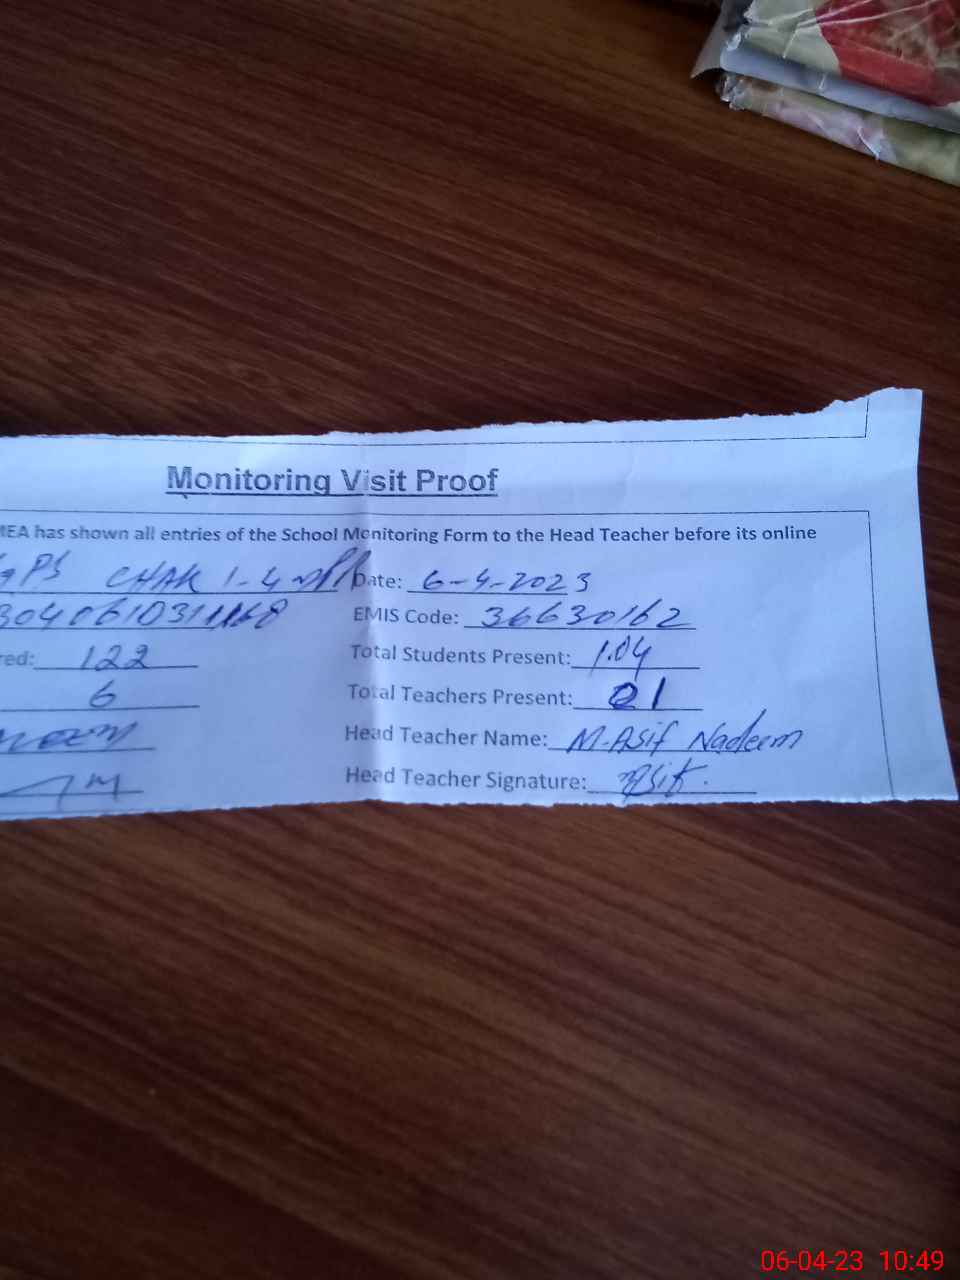 Monitoring Visit Proof
MEA has shown all entries of the School Monitoring Form to the Head Teacher before its online
GPS CHAK 1-4 Date: 6-4-2023
EMIS Code: 36630162
red: 122 Total Students Present: 104
6 Total Teachers Present: 01
Head Teacher Name: M.Asif Nadeem
Head Teacher Signature: Asif.
06-04-23 10:49